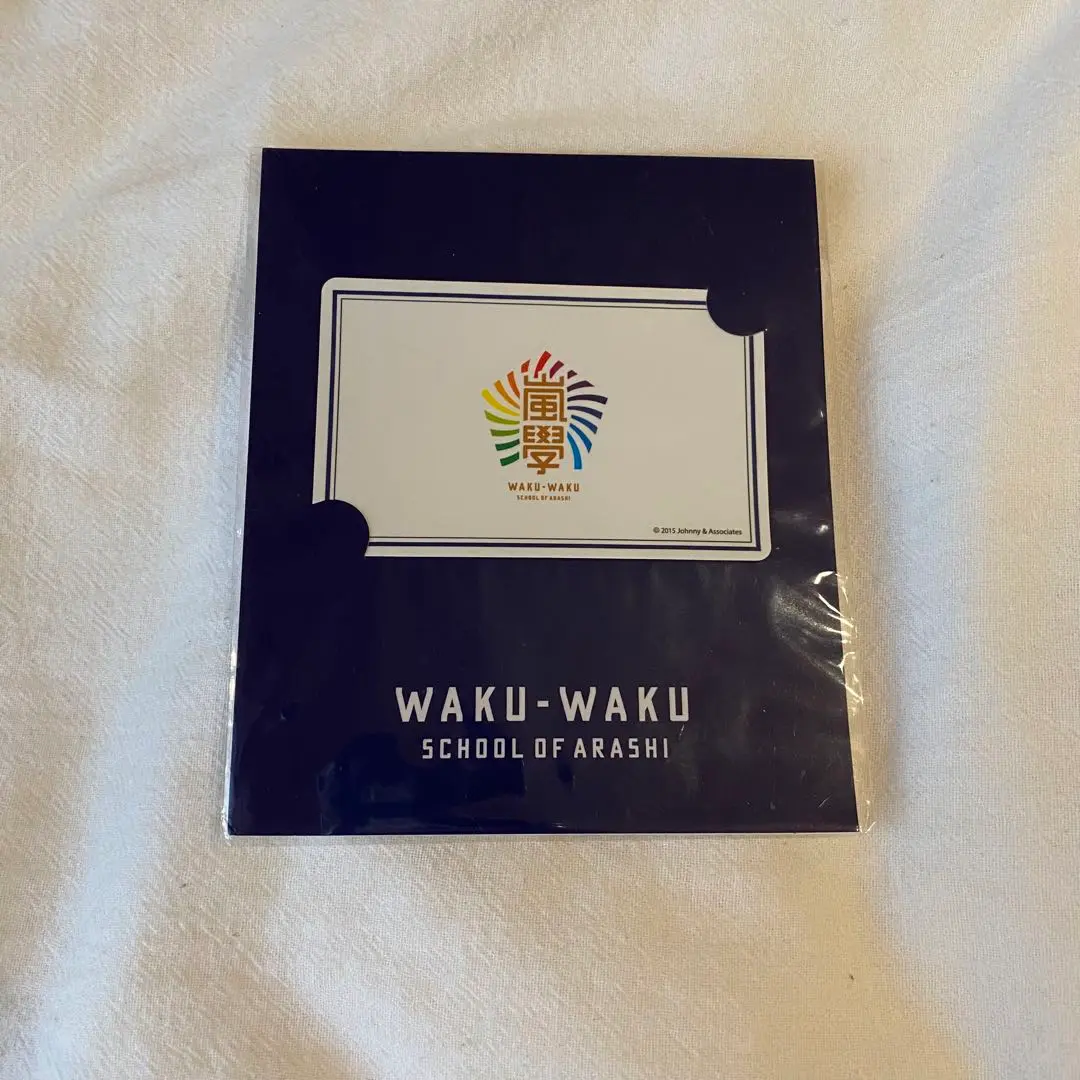 嵐
學
WAKU-WAKU
SCHOOL OF ARASHI
© 2015 Johnny & Associates
WAKU-WAKU
SCHOOL OF ARASHI